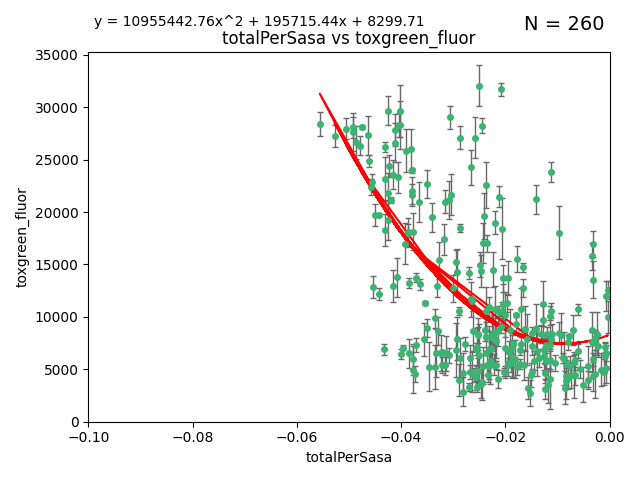 y = 10955442.76x^2 + 195715.44x + 8299.71
N = 260
totalPerSasa vs toxgreen_fluor
35000
30000
25000
20000
15000
10000
5000
0
toxgreen_fluor
−0.10 −0.08 −0.06 −0.04 −0.02 0.00
totalPerSasa